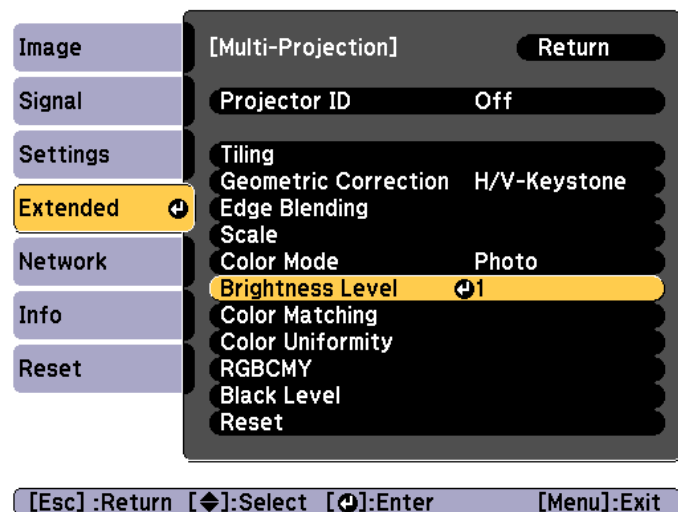 Image
Signal
Settings
Extended
Network
Info
Reset
[Multi-Projection] Return
Projector ID Off
Tiling
Geometric Correction H/V-Keystone
Edge Blending
Scale
Color Mode Photo
Brightness Level 1
Color Matching
Color Uniformity
RGBCMY
Black Level
Reset
[Esc] :Return [◆]:Select [⏎]:Enter [Menu]:Exit